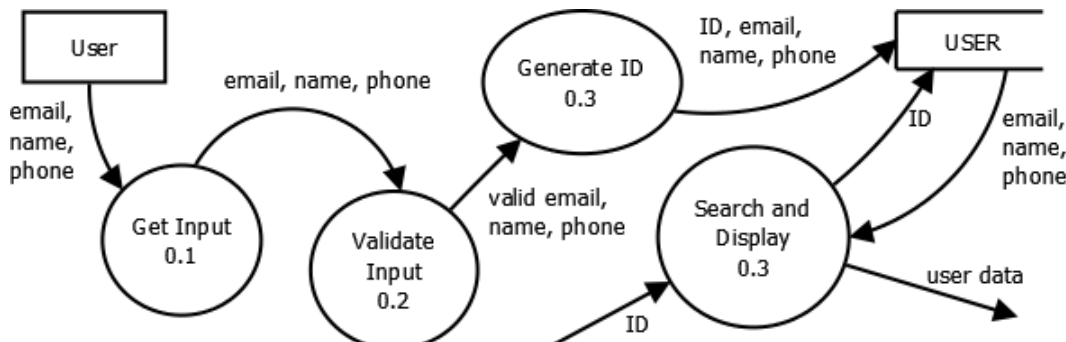 User
email,
name,
phone
Get Input
0.1
email, name, phone
Validate
Input
0.2
valid email,
name, phone
Generate ID
0.3
ID, email,
name, phone
USER
ID
email,
name,
phone
Search and
Display
0.3
ID
user data